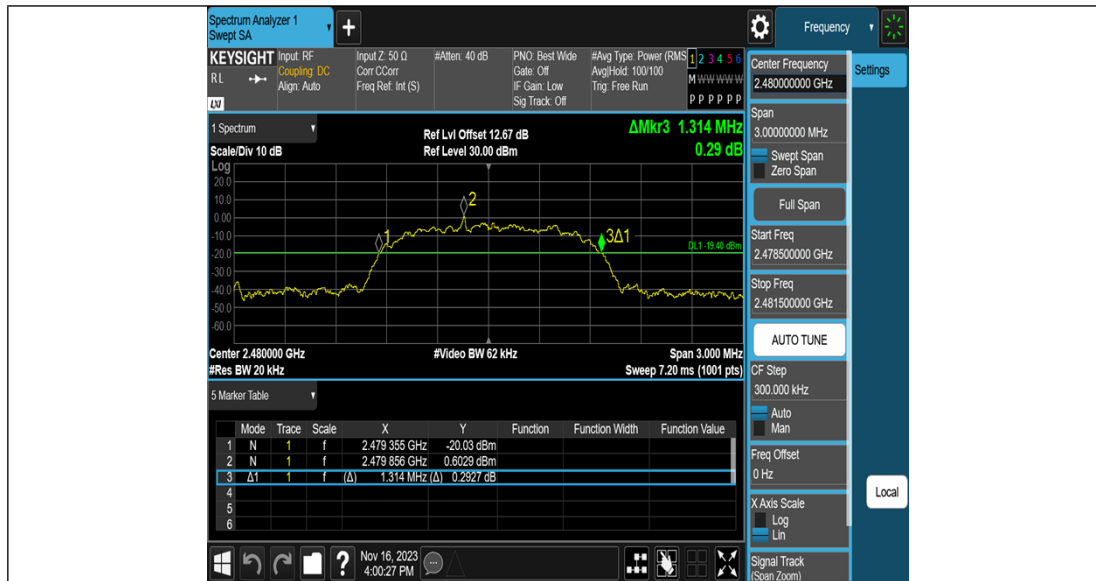 Spectrum Analyzer 1
Swept SA
Frequency
KEYSIGHT
RL
LXI
Input: RF
Coupling: DC
Align: Auto
Input Z: 50 Ω
Corr CCorr
Freq Ref: Int (S)
#Atten: 40 dB
PNO: Best Wide
Gate: Off
IF Gain: Low
Sig Track: Off
#Avg Type: Power (RMS
Avg|Hold: 100/100
Trig: Free Run
1 2 3 4 5 6
M W W W W W
P P P P P P
1 Spectrum
Scale/Div 10 dB
Ref Lvl Offset 12.67 dB
Ref Level 30.00 dBm
ΔMkr3 1.314 MHz
0.29 dB
Log
20.0
10.0
0.00
-10.0
-20.0
-30.0
-40.0
-50.0
-60.0
1
2
3Δ1
DL1 -19.40 dBm
Center 2.480000 GHz
#Video BW 62 kHz
Span 3.000 MHz
#Res BW 20 kHz
Sweep 7.20 ms (1001 pts)
5 Marker Table
Mode Trace Scale X Y Function Function Width Function Value
1 N 1 f 2.479 355 GHz -20.03 dBm
2 N 1 f 2.479 856 GHz 0.6029 dBm
3 Δ1 1 f (Δ) 1.314 MHz (Δ) 0.2927 dB
4
5
6
?
Nov 16, 2023
4:00:27 PM
Center Frequency
2.480000000 GHz
Span
3.00000000 MHz
Swept Span
Zero Span
Full Span
Start Freq
2.478500000 GHz
Stop Freq
2.481500000 GHz
AUTO TUNE
CF Step
300.000 kHz
Auto
Man
Freq Offset
0 Hz
X Axis Scale
Log
Lin
Signal Track
(Span Zoom)
Settings
Local